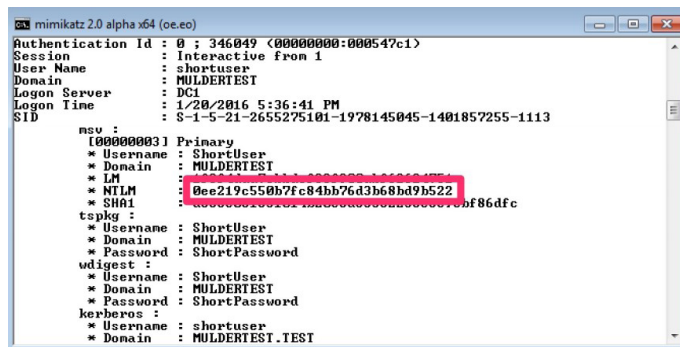 mimikatz 2.0 alpha x64 (oe.eo)
Authentication Id : 0 ; 346049 (00000000:000547c1)
Session : Interactive from 1
User Name : shortuser
Domain : MULDERTEST
Logon Server : DC1
Logon Time : 1/20/2016 5:36:41 PM
SID : S-1-5-21-2655275101-1978145045-1401857255-1113
msv :
[00000003] Primary
* Username : ShortUser
* Domain : MULDERTEST
* LM :
* NTLM : 0ee219c550b7fc84bb76d3b68bd9b522
* SHA1 :
tspkg :
* Username : ShortUser
* Domain : MULDERTEST
* Password : ShortPassword
wdigest :
* Username : ShortUser
* Domain : MULDERTEST
* Password : ShortPassword
kerberos :
* Username : shortuser
* Domain : MULDERTEST.TEST